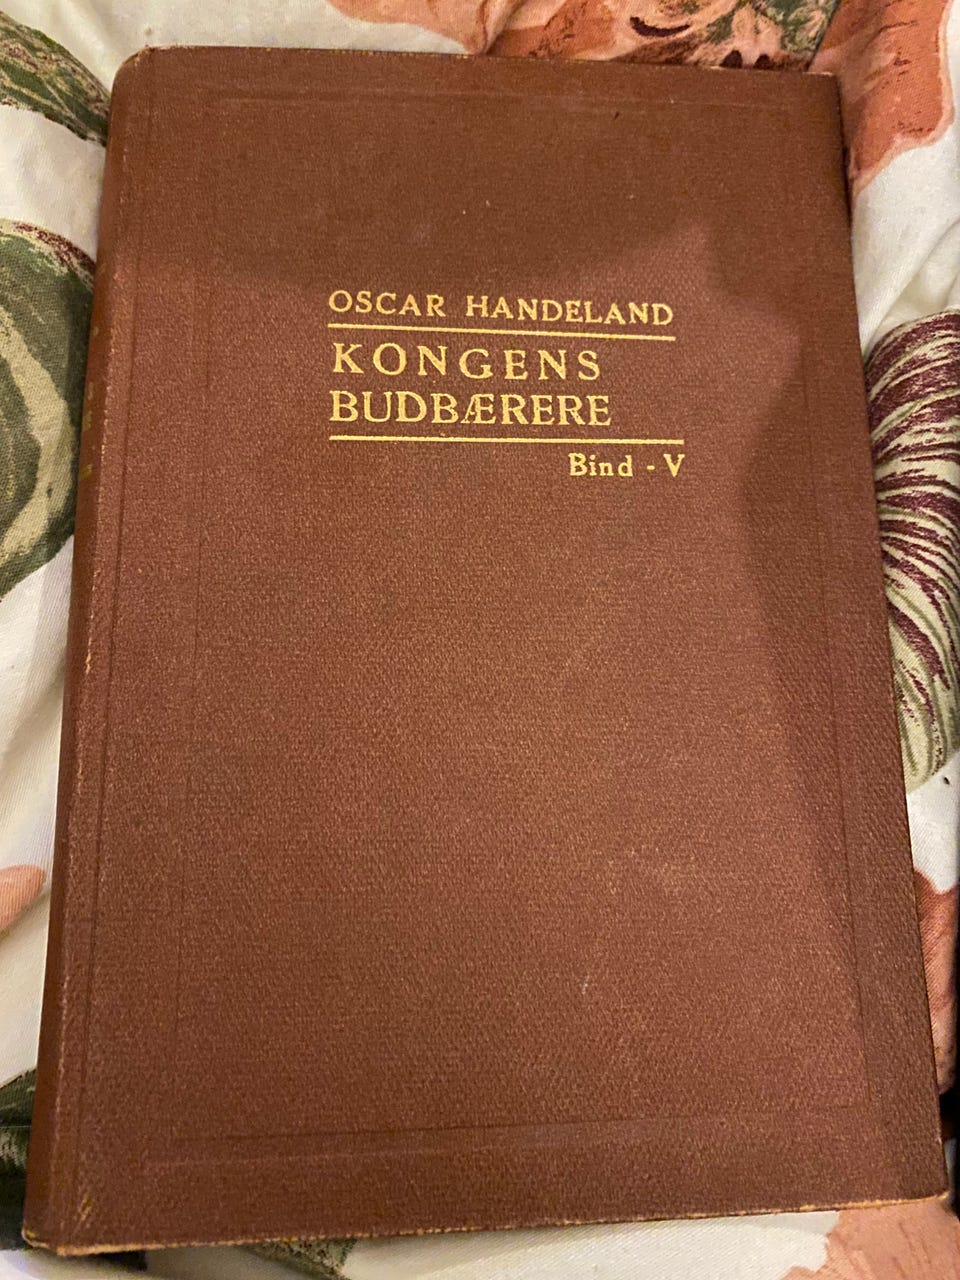 OSCAR HANDELAND
KONGENS
BUDBÆRERE
Bind - V